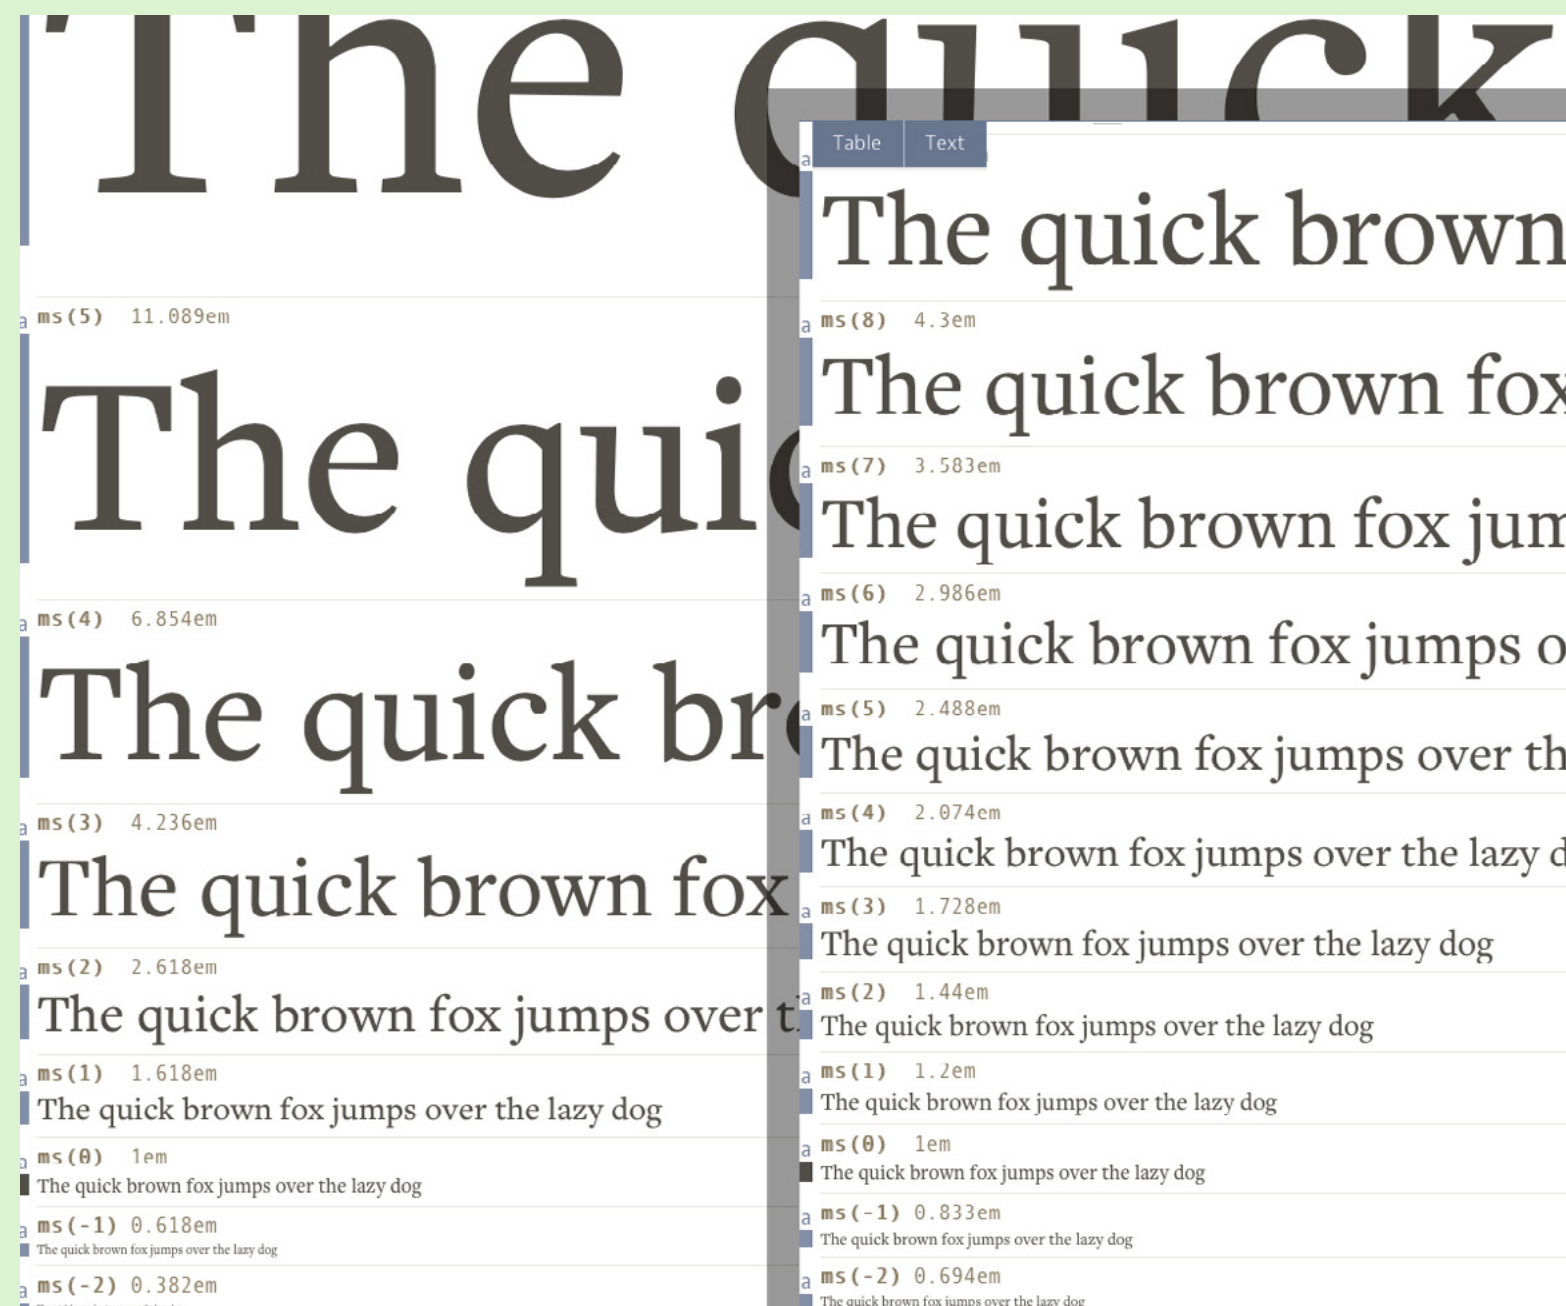 The quick
ms(5) 11.089em
The quic
ms(4) 6.854em
The quick bro
ms(3) 4.236em
The quick brown fox
ms(2) 2.618em
The quick brown fox jumps over t
ms(1) 1.618em
The quick brown fox jumps over the lazy dog
ms(0) 1em
The quick brown fox jumps over the lazy dog
ms(-1) 0.618em
The quick brown fox jumps over the lazy dog
ms(-2) 0.382em
Table Text
The quick brown
ms(8) 4.3em
The quick brown fox
ms(7) 3.583em
The quick brown fox jum
ms(6) 2.986em
The quick brown fox jumps o
ms(5) 2.488em
The quick brown fox jumps over th
ms(4) 2.074em
The quick brown fox jumps over the lazy d
ms(3) 1.728em
The quick brown fox jumps over the lazy dog
ms(2) 1.44em
The quick brown fox jumps over the lazy dog
ms(1) 1.2em
The quick brown fox jumps over the lazy dog
ms(0) 1em
The quick brown fox jumps over the lazy dog
ms(-1) 0.833em
The quick brown fox jumps over the lazy dog
ms(-2) 0.694em
The quick brown fox jumps over the lazy dog